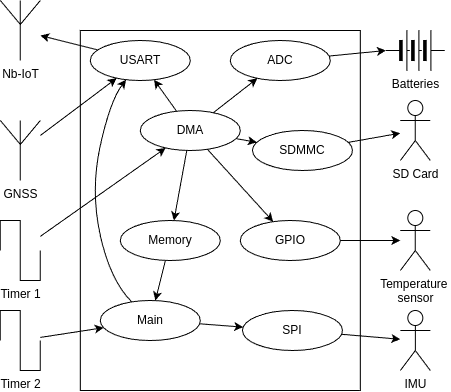 USART
ADC
Nb-IoT
Batteries
DMA
SDMMC
SD Card
GNSS
Memory
GPIO
Timer 1
Temperature
sensor
Main
SPI
Timer 2
IMU